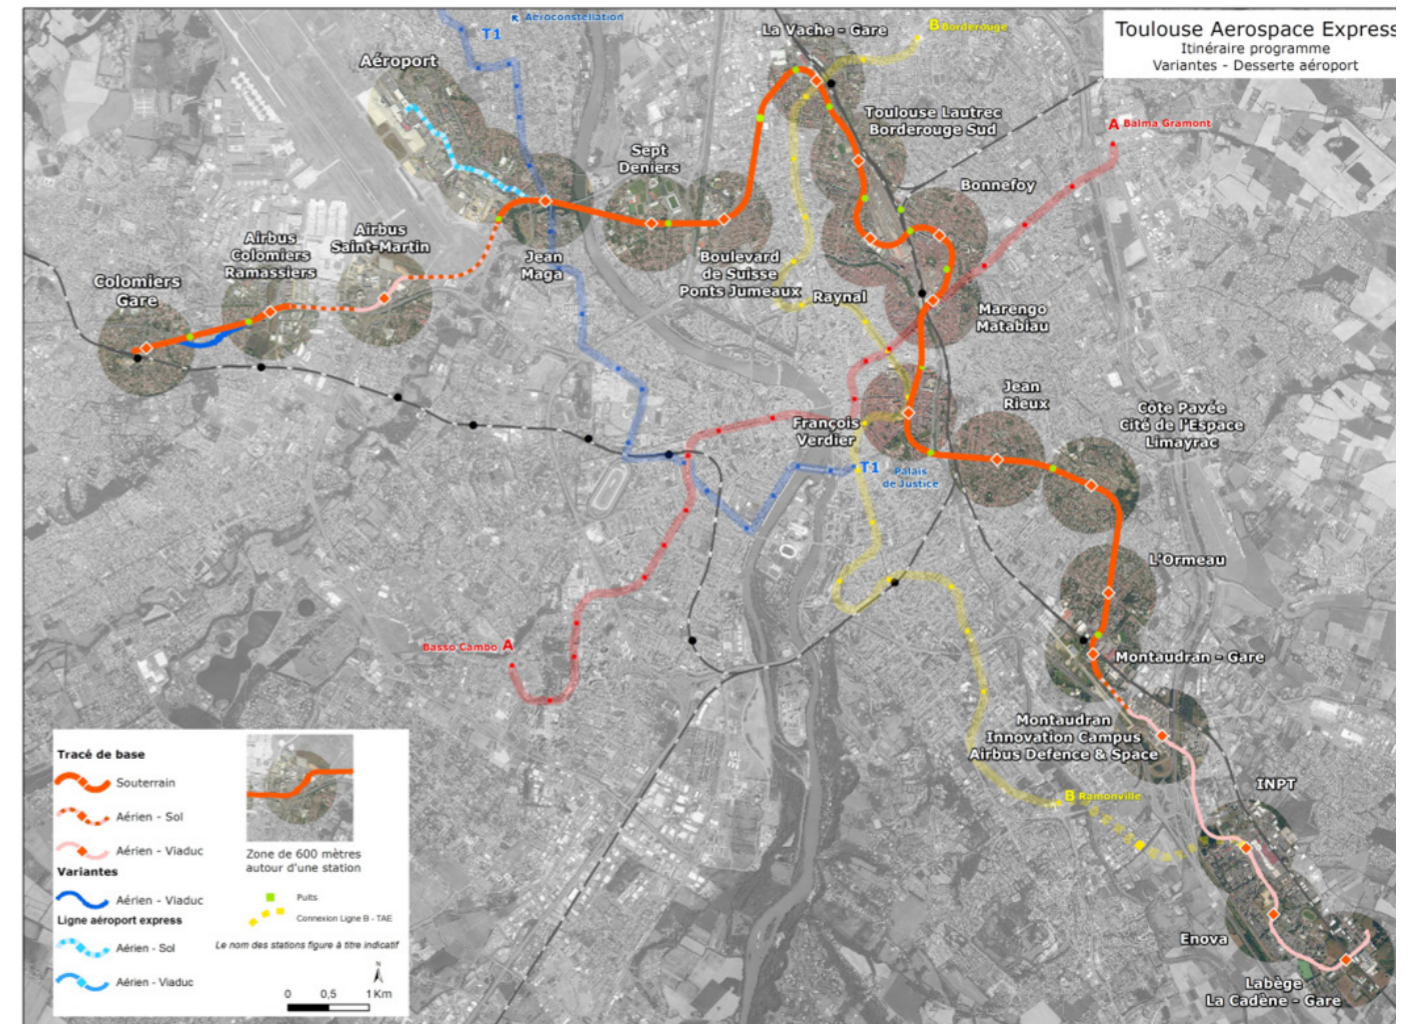 Toulouse Aerospace Express
Itinéraire programme
Variantes - Desserte aéroport
Aéroconstellation
T1
La Vache - Gare
B Borderouge
Aéroport
Toulouse Lautrec
Borderouge Sud
A Balma Gramont
Sept
Deniers
Bonnefoy
Airbus
Saint-Martin
Airbus
Colomiers
Ramassiers
Jean
Maga
Boulevard
de Suisse
Ponts Jumeaux
Colomiers
Gare
Raynal
Marengo
Matabiau
Jean
Rieux
Côte Pavée
Cité de l'Espace
Limayrac
François
Verdier
T1
Palais
de Justice
L'Ormeau
Basso Cambo A
Montaudran - Gare
Montaudran
Innovation Campus
Airbus Defence & Space
INPT
B Ramonville
Enova
Labège
La Cadène - Gare
Tracé de base
Souterrain
Aérien - Sol
Aérien - Viaduc
Variantes
Aérien - Viaduc
Ligne aéroport express
Aérien - Sol
Aérien - Viaduc
Zone de 600 mètres
autour d'une station
Puits
Connexion Ligne B - TAE
Le nom des stations figure à titre indicatif
N
0 0,5 1 Km